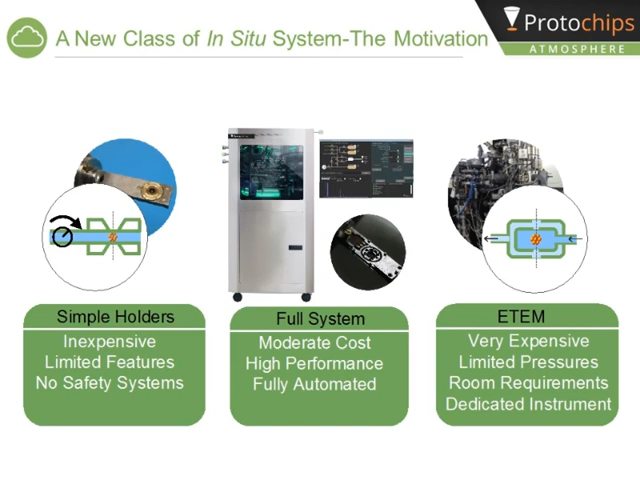 A New Class of In Situ System-The Motivation
Protochips
ATMOSPHERE
Simple Holders
Inexpensive
Limited Features
No Safety Systems
Full System
Moderate Cost
High Performance
Fully Automated
ETEM
Very Expensive
Limited Pressures
Room Requirements
Dedicated Instrument